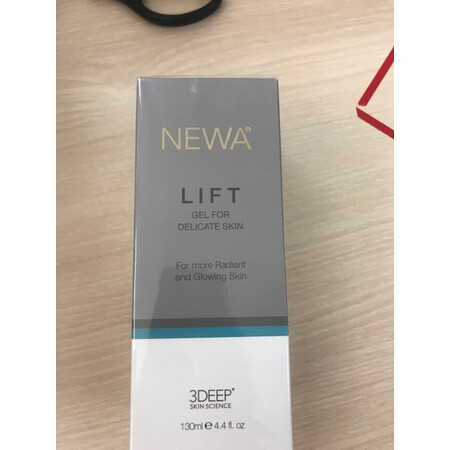 NEWA®
LIFT
GEL FOR
DELICATE SKIN
For more Radiant
and Glowing Skin
3DEEP®
SKIN SCIENCE
130ml ℮ 4.4 fl. oz